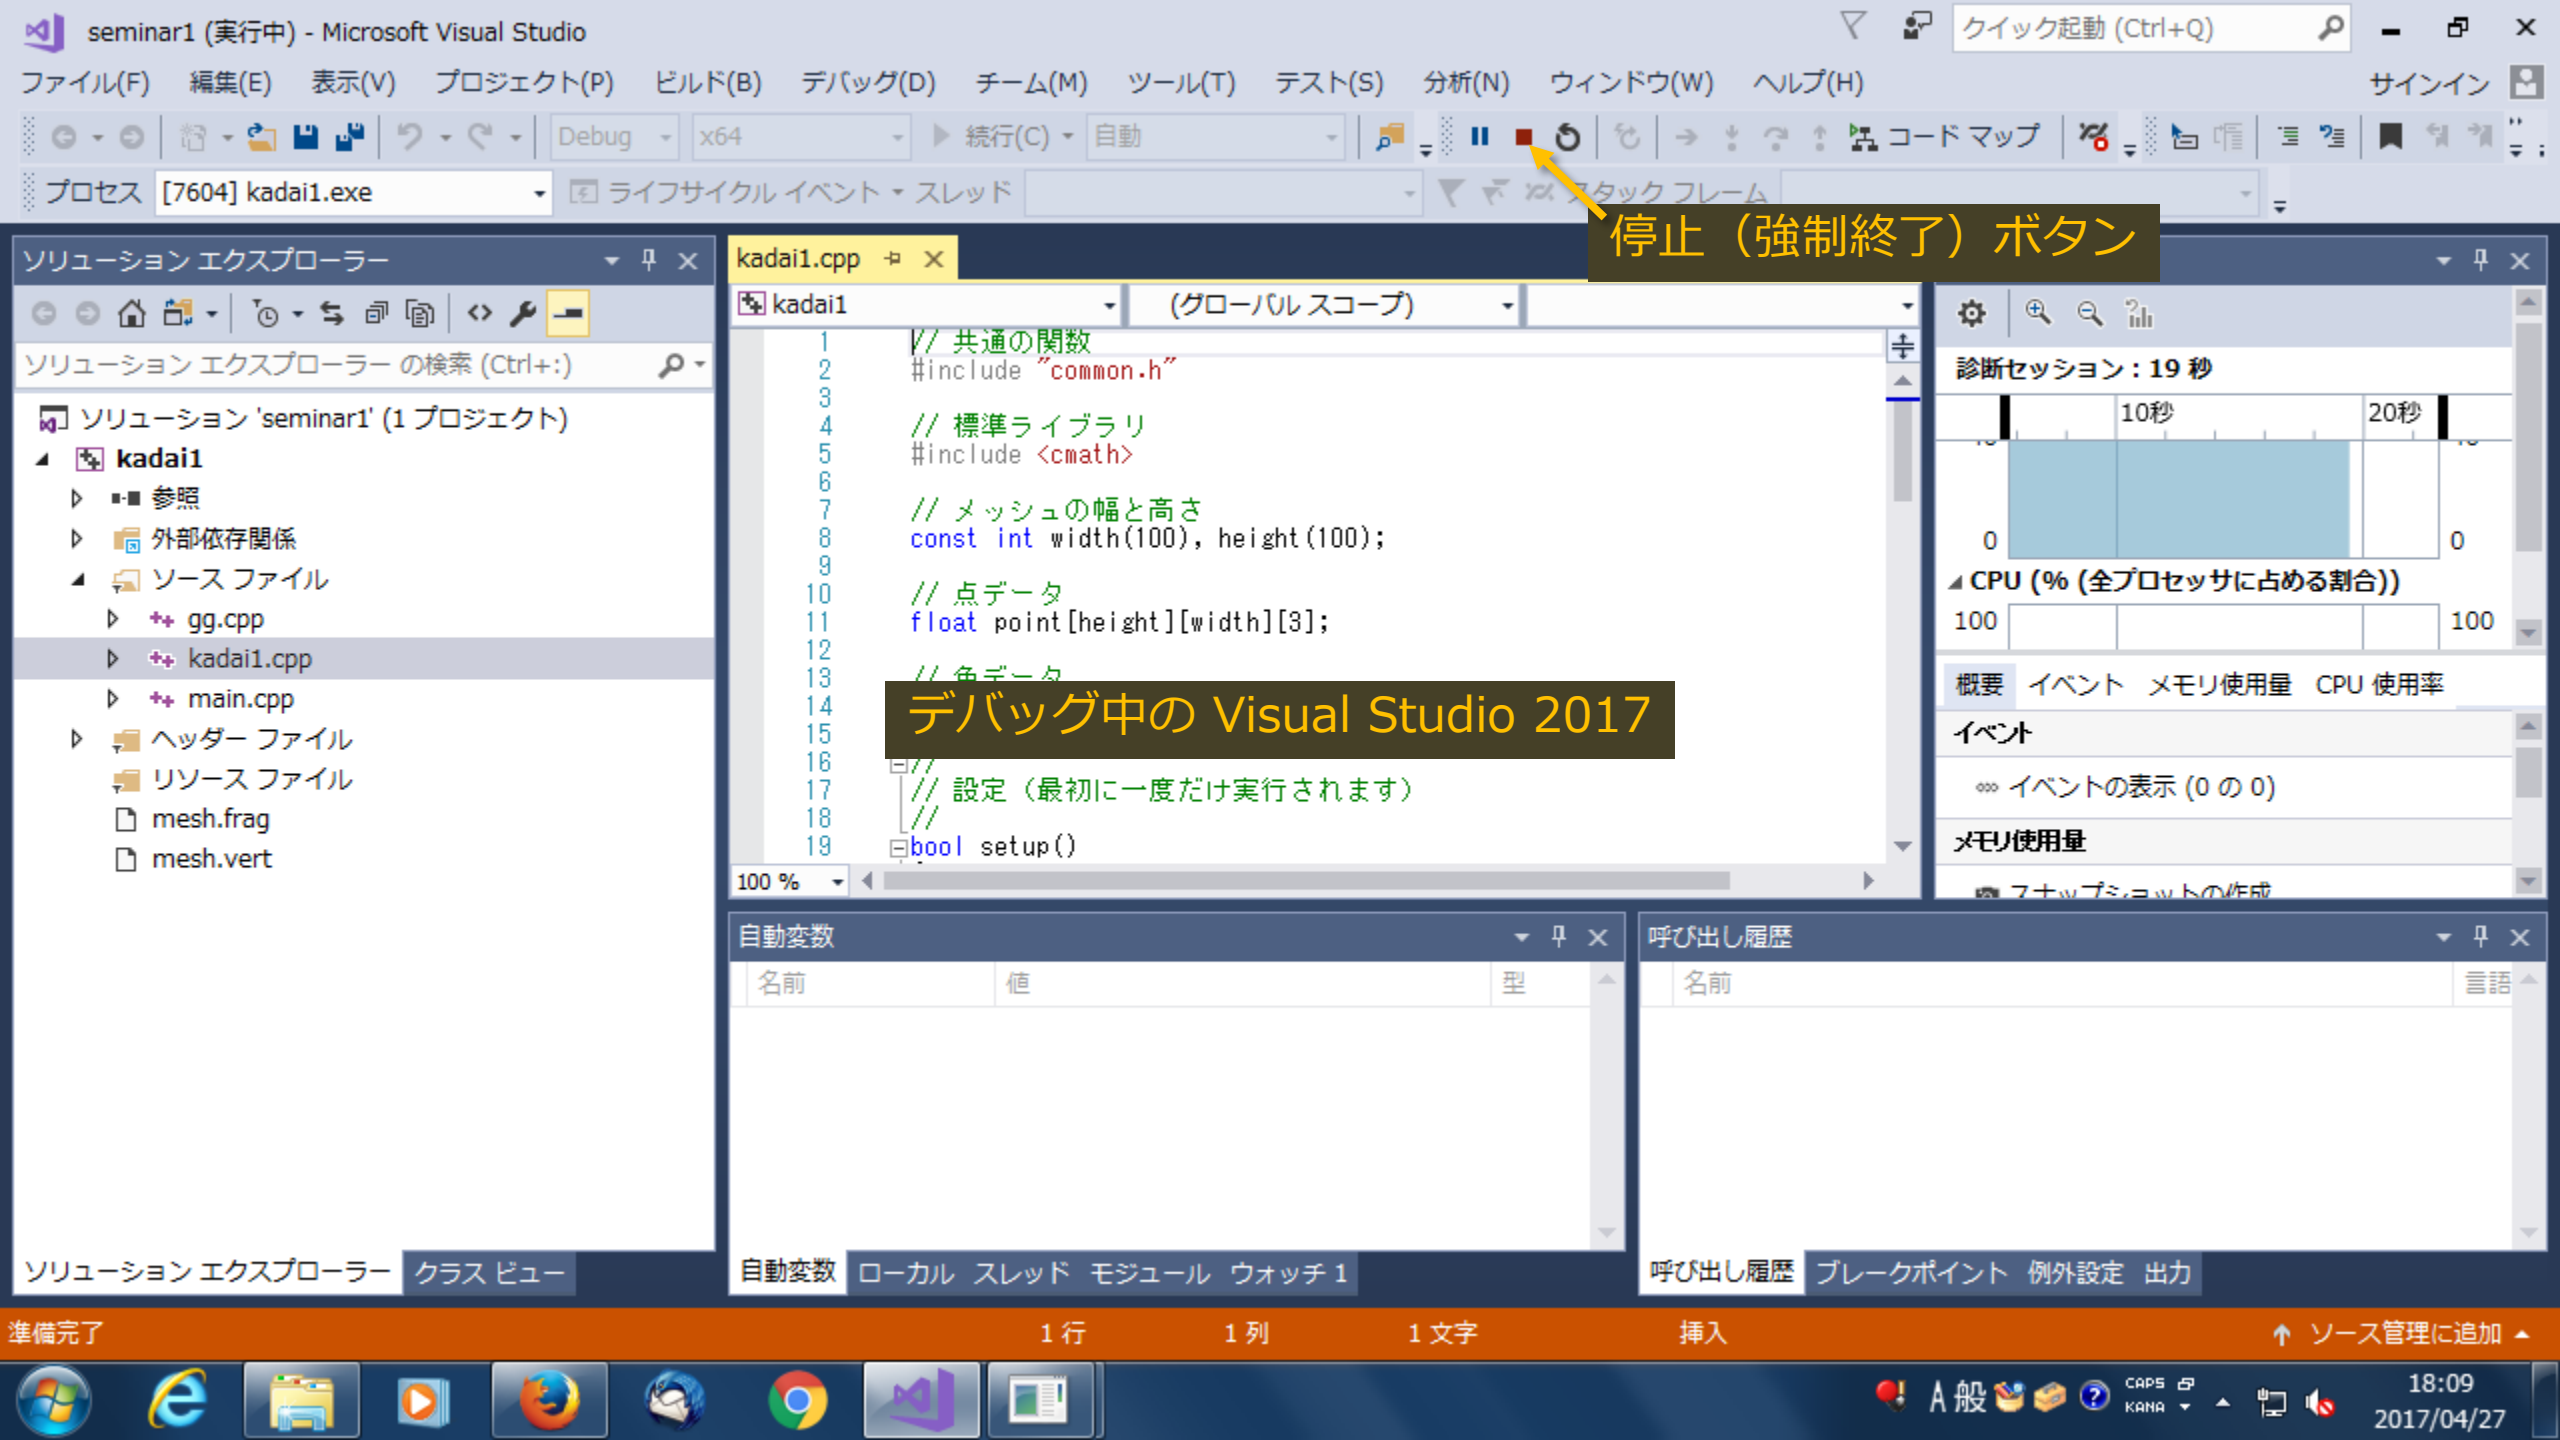 seminar1 (実行中) - Microsoft Visual Studio
クイック起動 (Ctrl+Q)
ファイル(F) 編集(E) 表示(V) プロジェクト(P) ビルド(B) デバッグ(D) チーム(M) ツール(T) テスト(S) 分析(N) ウィンドウ(W) ヘルプ(H)
サインイン
Debug x64 続行(C) 自動 コード マップ
プロセス [7604] kadai1.exe ライフサイクル イベント スレッド スタック フレーム
停止（強制終了）ボタン
ソリューション エクスプローラー
ソリューション エクスプローラー の検索 (Ctrl+:)
ソリューション 'seminar1' (1 プロジェクト)
kadai1
参照
外部依存関係
ソース ファイル
gg.cpp
kadai1.cpp
main.cpp
ヘッダー ファイル
リソース ファイル
mesh.frag
mesh.vert
ソリューション エクスプローラー クラス ビュー
kadai1.cpp
kadai1 (グローバル スコープ)
1 // 共通の関数
2 #include "common.h"
3
4 // 標準ライブラリ
5 #include <cmath>
6
7 // メッシュの幅と高さ
8 const int width(100), height(100);
9
10 // 点データ
11 float point[height][width][3];
12
13 // 色データ
14
15
16 //
17 // 設定（最初に一度だけ実行されます）
18 //
19 bool setup()
デバッグ中の Visual Studio 2017
100 %
診断セッション : 19 秒
10秒 20秒
0 0
CPU (% (全プロセッサに占める割合))
100 100
概要 イベント メモリ使用量 CPU 使用率
イベント
イベントの表示 (0 の 0)
メモリ使用量
スナップショットの作成
自動変数
名前 値 型
自動変数 ローカル スレッド モジュール ウォッチ 1
呼び出し履歴
名前 言語
呼び出し履歴 ブレークポイント 例外設定 出力
準備完了 1 行 1 列 1 文字 挿入 ソース管理に追加
A 般 CAPS KANA
18:09
2017/04/27